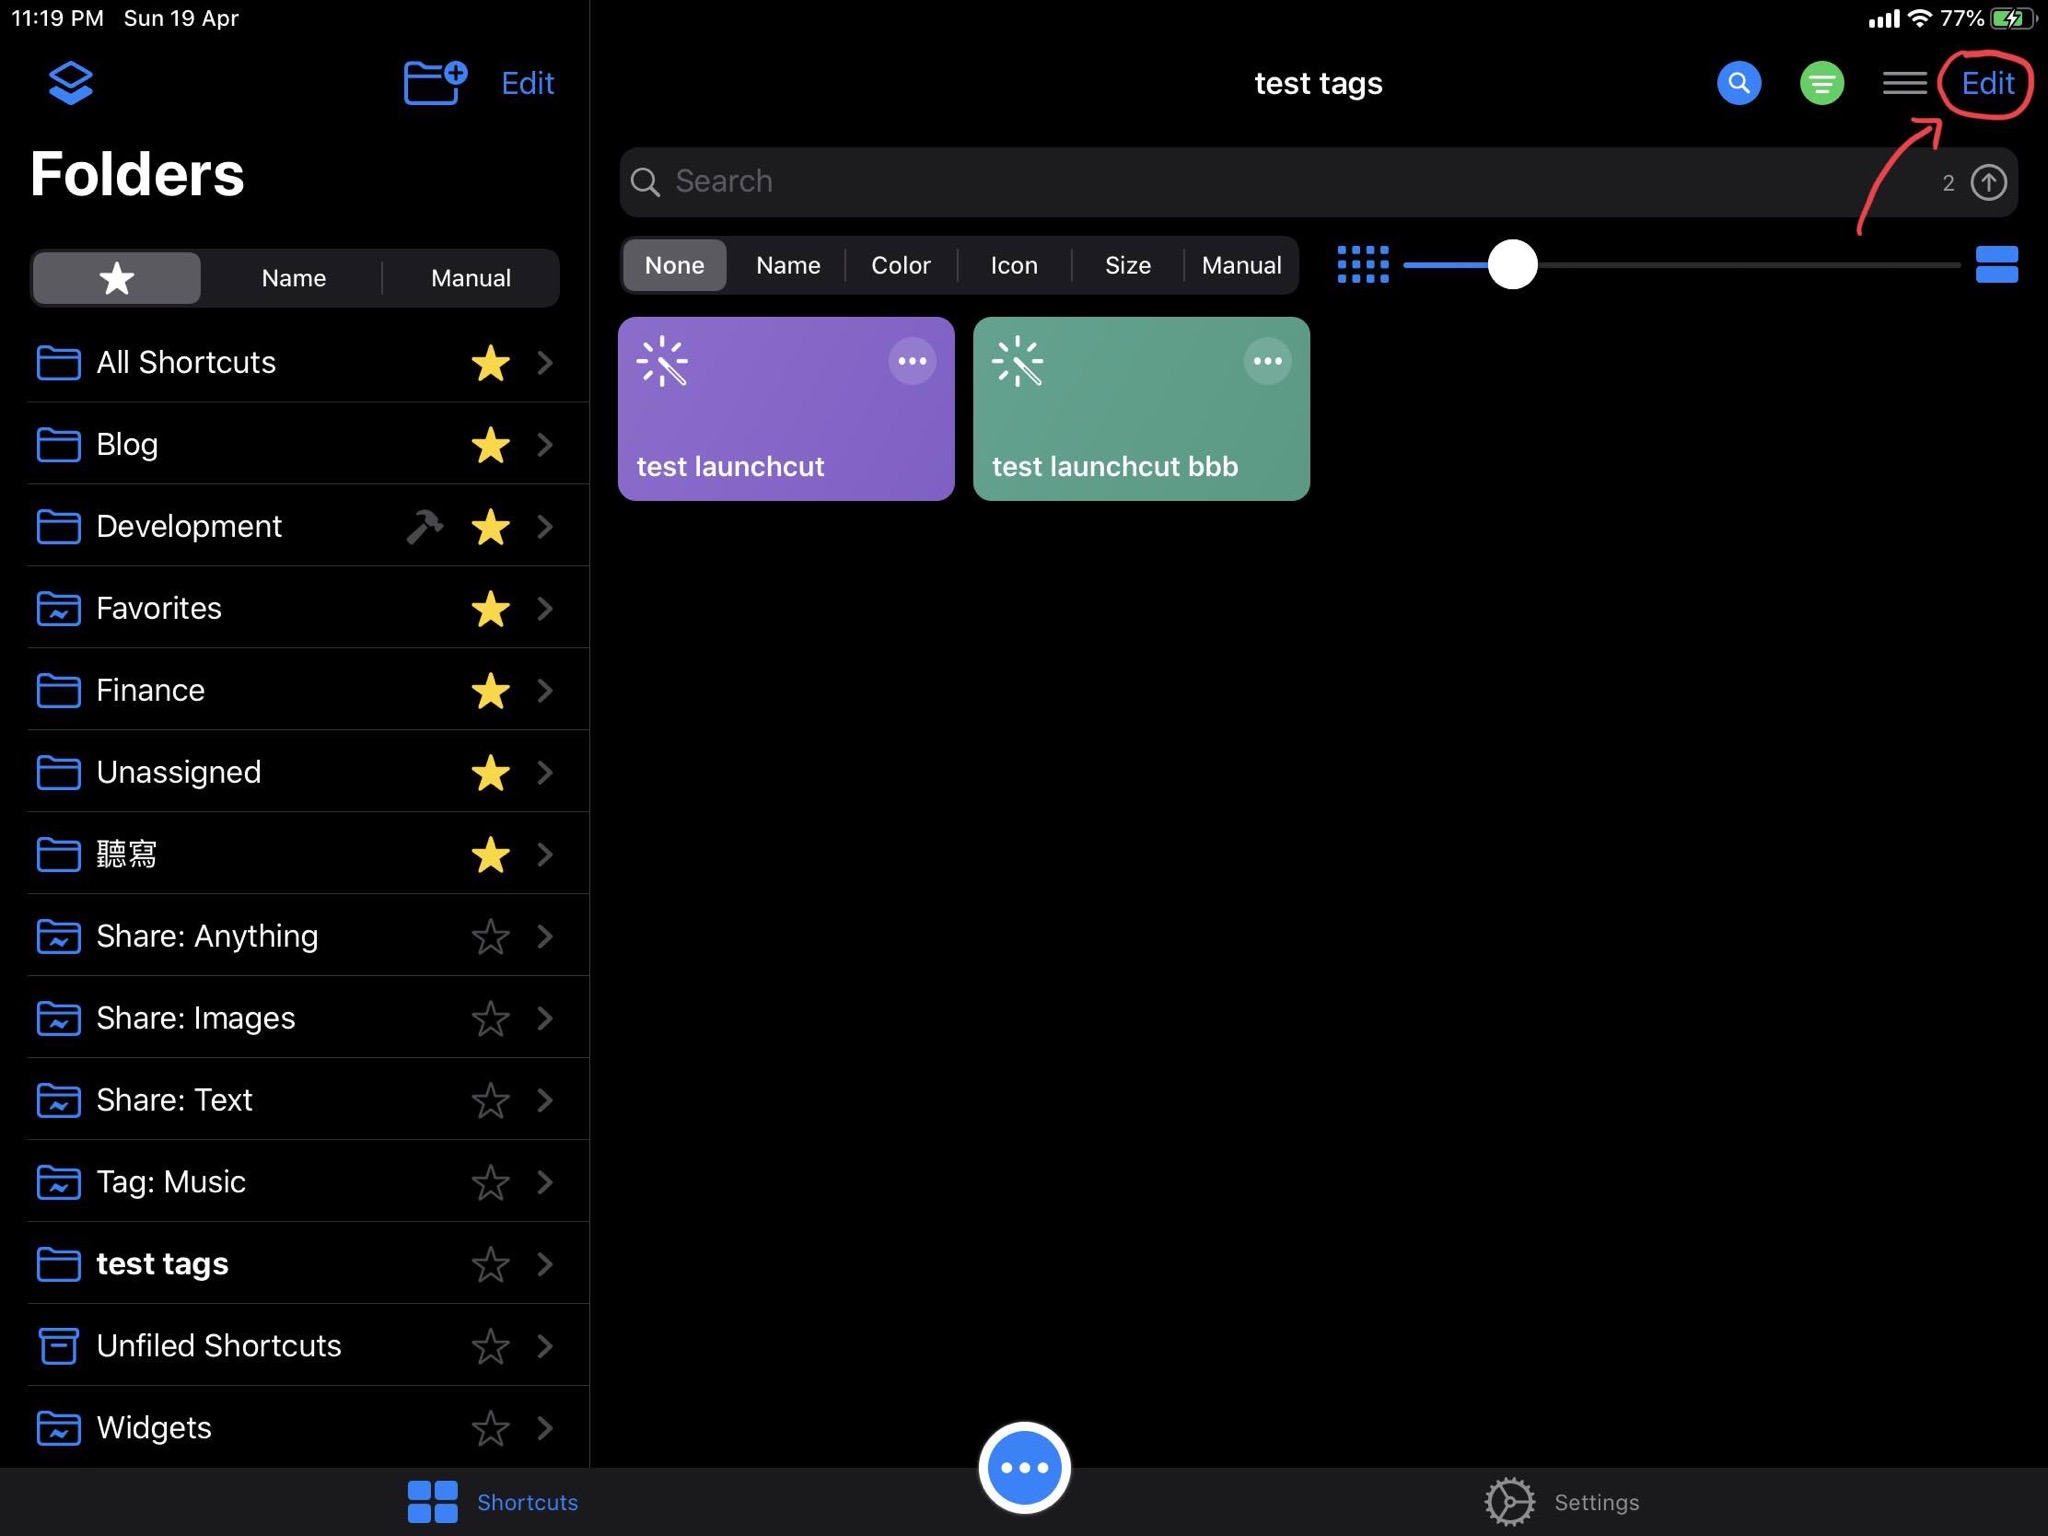 11:19 PM Sun 19 Apr
77%
Edit
test tags
Edit
Folders
Search
2
Name
Manual
None
Name
Color
Icon
Size
Manual
All Shortcuts
Blog
Development
Favorites
Finance
Unassigned
聽寫
Share: Anything
Share: Images
Share: Text
Tag: Music
test tags
Unfiled Shortcuts
Widgets
test launchcut
test launchcut bbb
Shortcuts
Settings